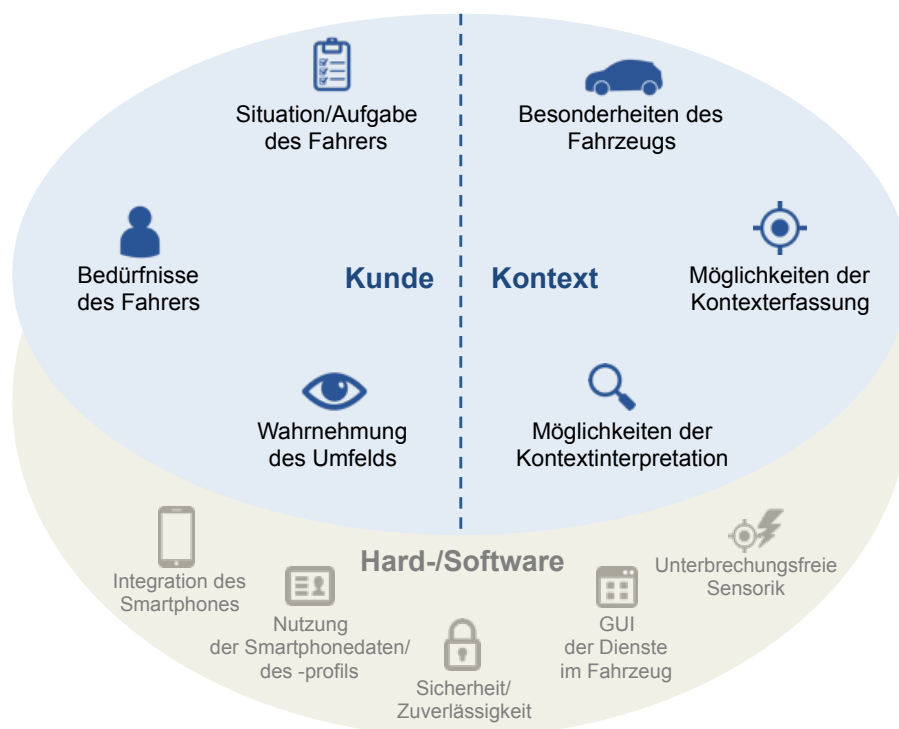 Situation/Aufgabe
des Fahrers
Besonderheiten des
Fahrzeugs
Bedürfnisse
des Fahrers
Kunde
Kontext
Möglichkeiten der
Kontexterfassung
Wahrnehmung
des Umfelds
Möglichkeiten der
Kontextinterpretation
Hard-/Software
Integration des
Smartphones
Nutzung
der Smartphonedaten/
des -profils
Sicherheit/
Zuverlässigkeit
GUI
der Dienste
im Fahrzeug
Unterbrechungsfreie
Sensorik